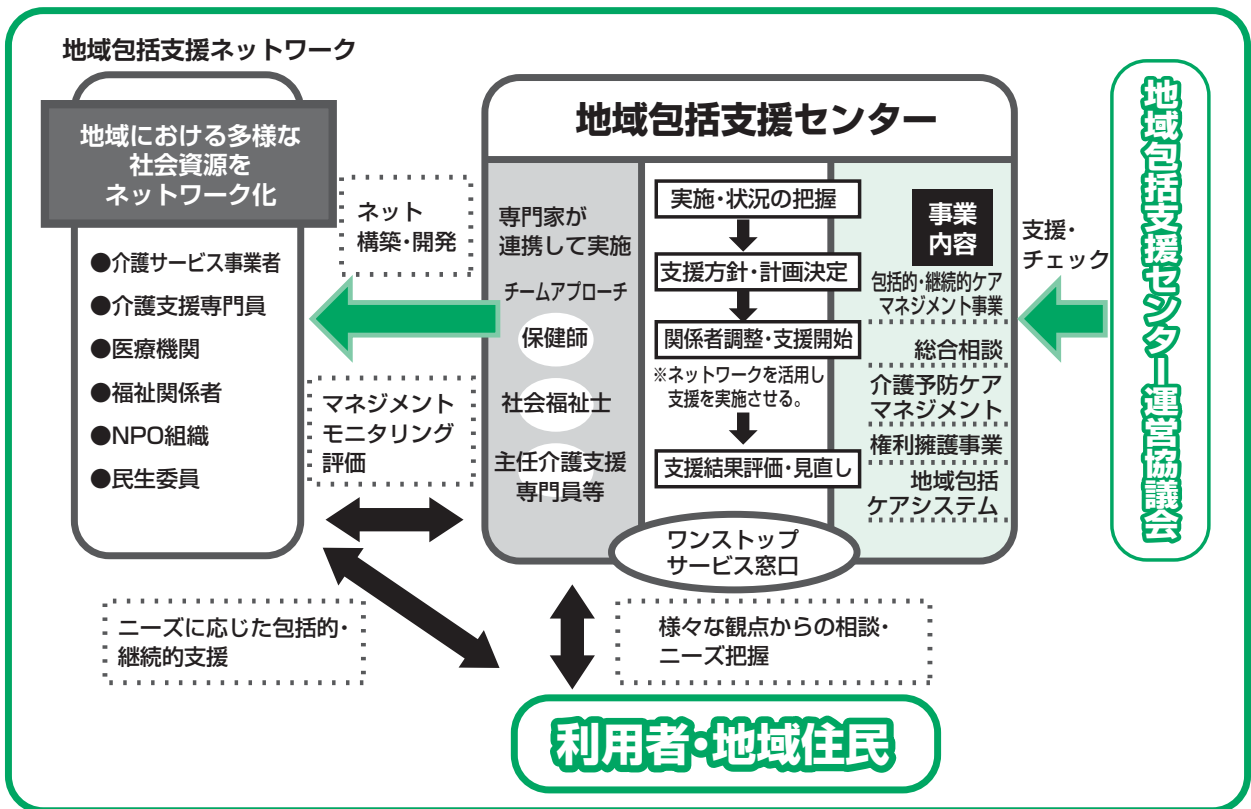 地域包括支援ネットワーク
地域における多様な
社会資源を
ネットワーク化
●介護サービス事業者
●介護支援専門員
●医療機関
●福祉関係者
●NPO組織
●民生委員
ネット
構築・開発
マネジメント
モニタリング
評価
地域包括支援センター
専門家が
連携して実施
チームアプローチ
保健師
社会福祉士
主任介護支援
専門員等
実施・状況の把握
支援方針・計画決定
関係者調整・支援開始
※ネットワークを活用し
支援を実施させる。
支援結果評価・見直し
事業
内容
包括的・継続的ケア
マネジメント事業
総合相談
介護予防ケア
マネジメント
権利擁護事業
地域包括
ケアシステム
ワンストップ
サービス窓口
支援・
チェック
地域包括支援センター運営協議会
ニーズに応じた包括的・
継続的支援
様々な観点からの相談・
ニーズ把握
利用者・地域住民